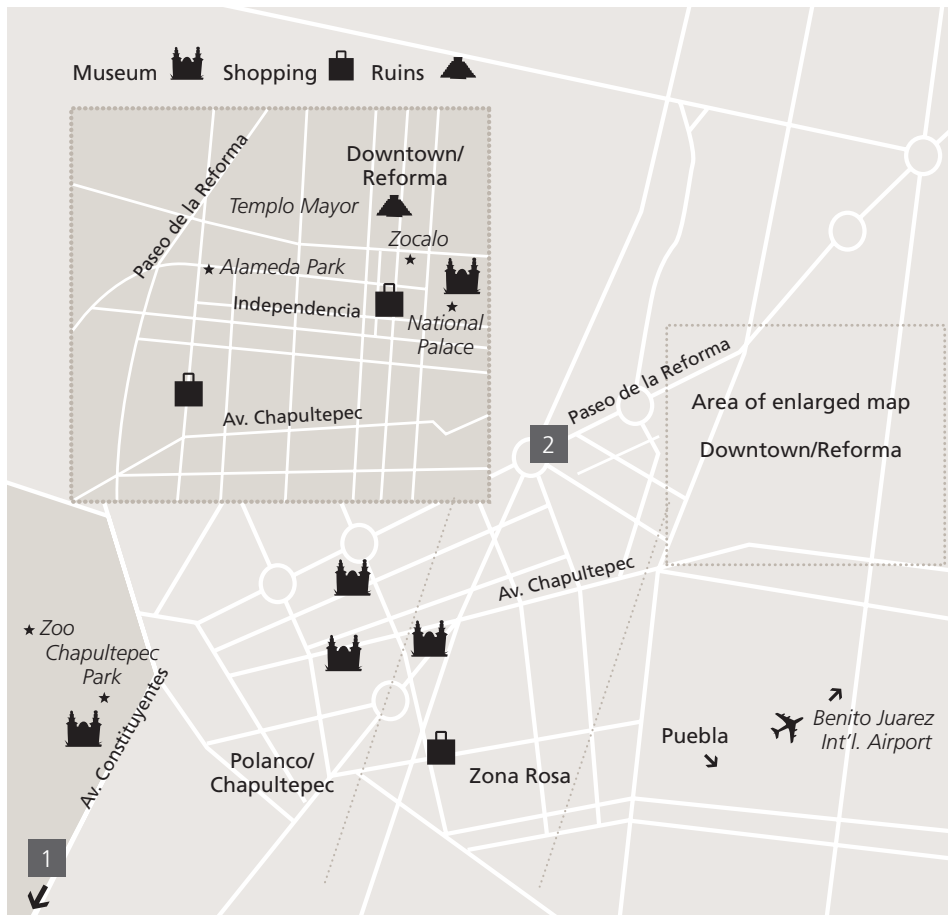 Museum Shopping Ruins
Downtown/
Reforma
Paseo de la Reforma
Templo Mayor
Zocalo
Alameda Park
Independencia
National
Palace
Av. Chapultepec
Paseo de la Reforma
Area of enlarged map
Downtown/Reforma
2
Av. Chapultepec
Zoo
Chapultepec
Park
Av. Constituyentes
Polanco/
Chapultepec
Zona Rosa
Puebla
Benito Juarez
Int'l. Airport
1